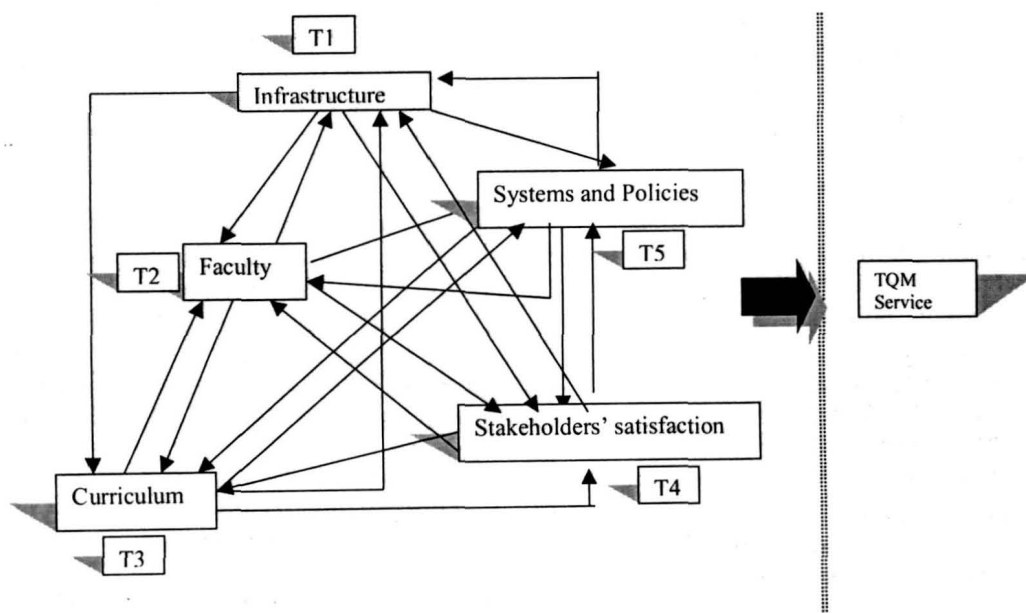 T1
Infrastructure
Systems and Policies
T5
T2
Faculty
TQM
Service
Stakeholders' satisfaction
T4
Curriculum
T3